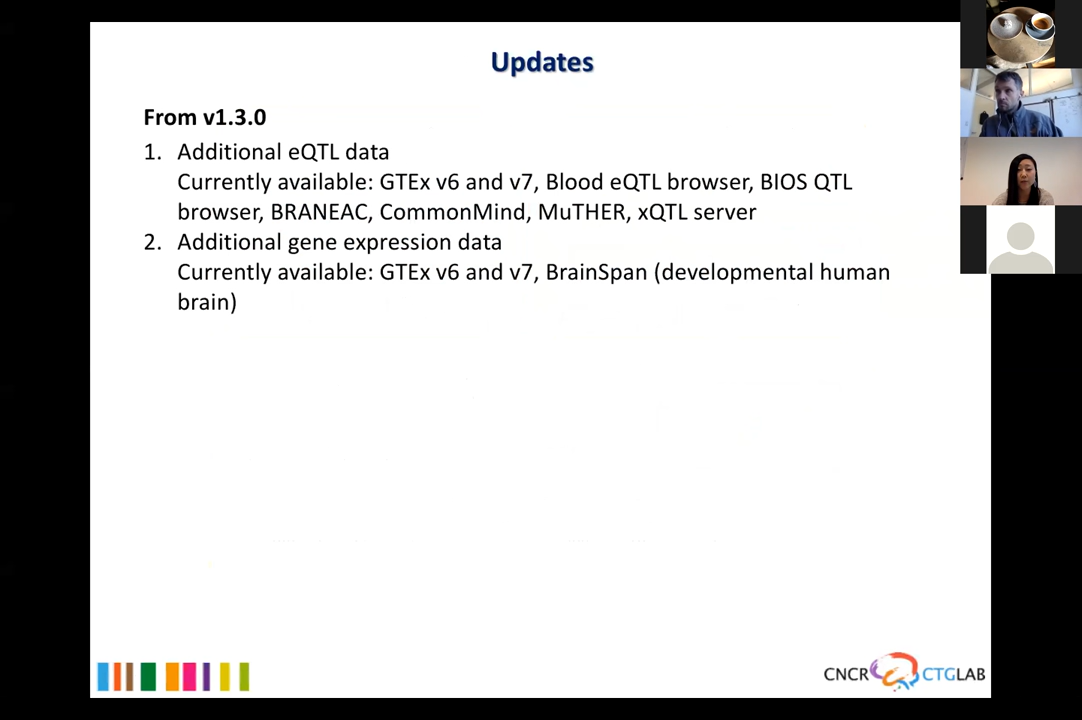 Updates
From v1.3.0
1. Additional eQTL data
Currently available: GTEx v6 and v7, Blood eQTL browser, BIOS QTL
browser, BRANEAC, CommonMind, MuTHER, xQTL server
2. Additional gene expression data
Currently available: GTEx v6 and v7, BrainSpan (developmental human
brain)
CNCR CTGLAB